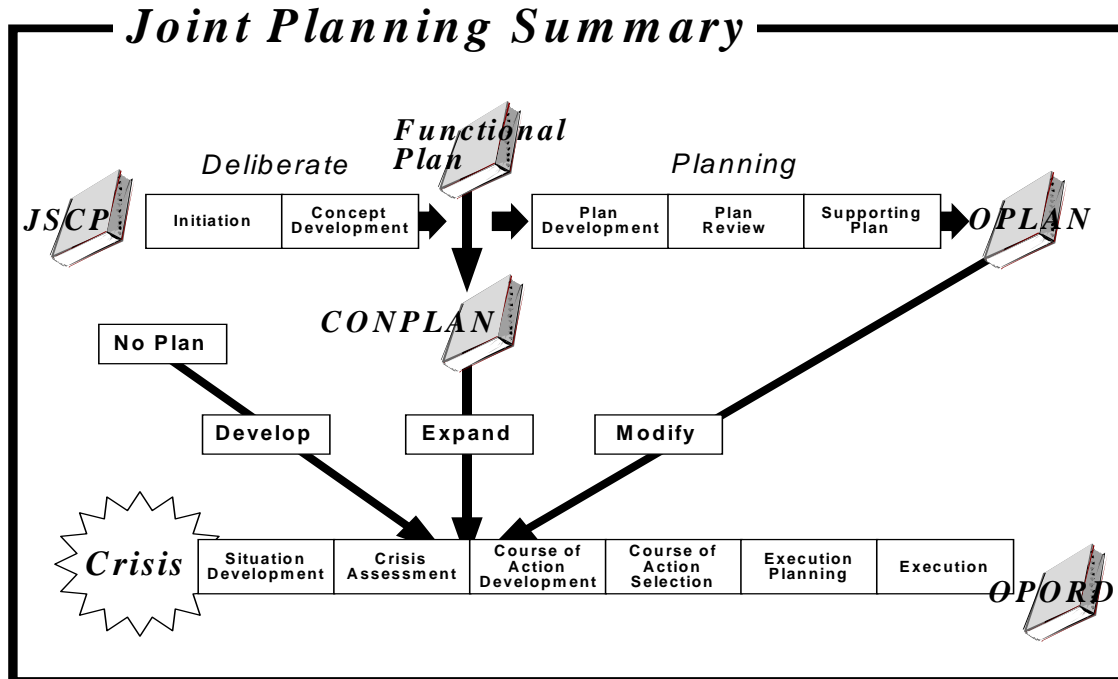 Joint Planning Summary
Functional
Plan
Deliberate
Planning
JSCP
Initiation
Concept
Development
Plan
Development
Plan
Review
Supporting
Plan
OPLAN
CONPLAN
No Plan
Develop
Expand
Modify
Crisis
Situation
Development
Crisis
Assessment
Course of
Action
Development
Course of
Action
Selection
Execution
Planning
Execution
OPORD